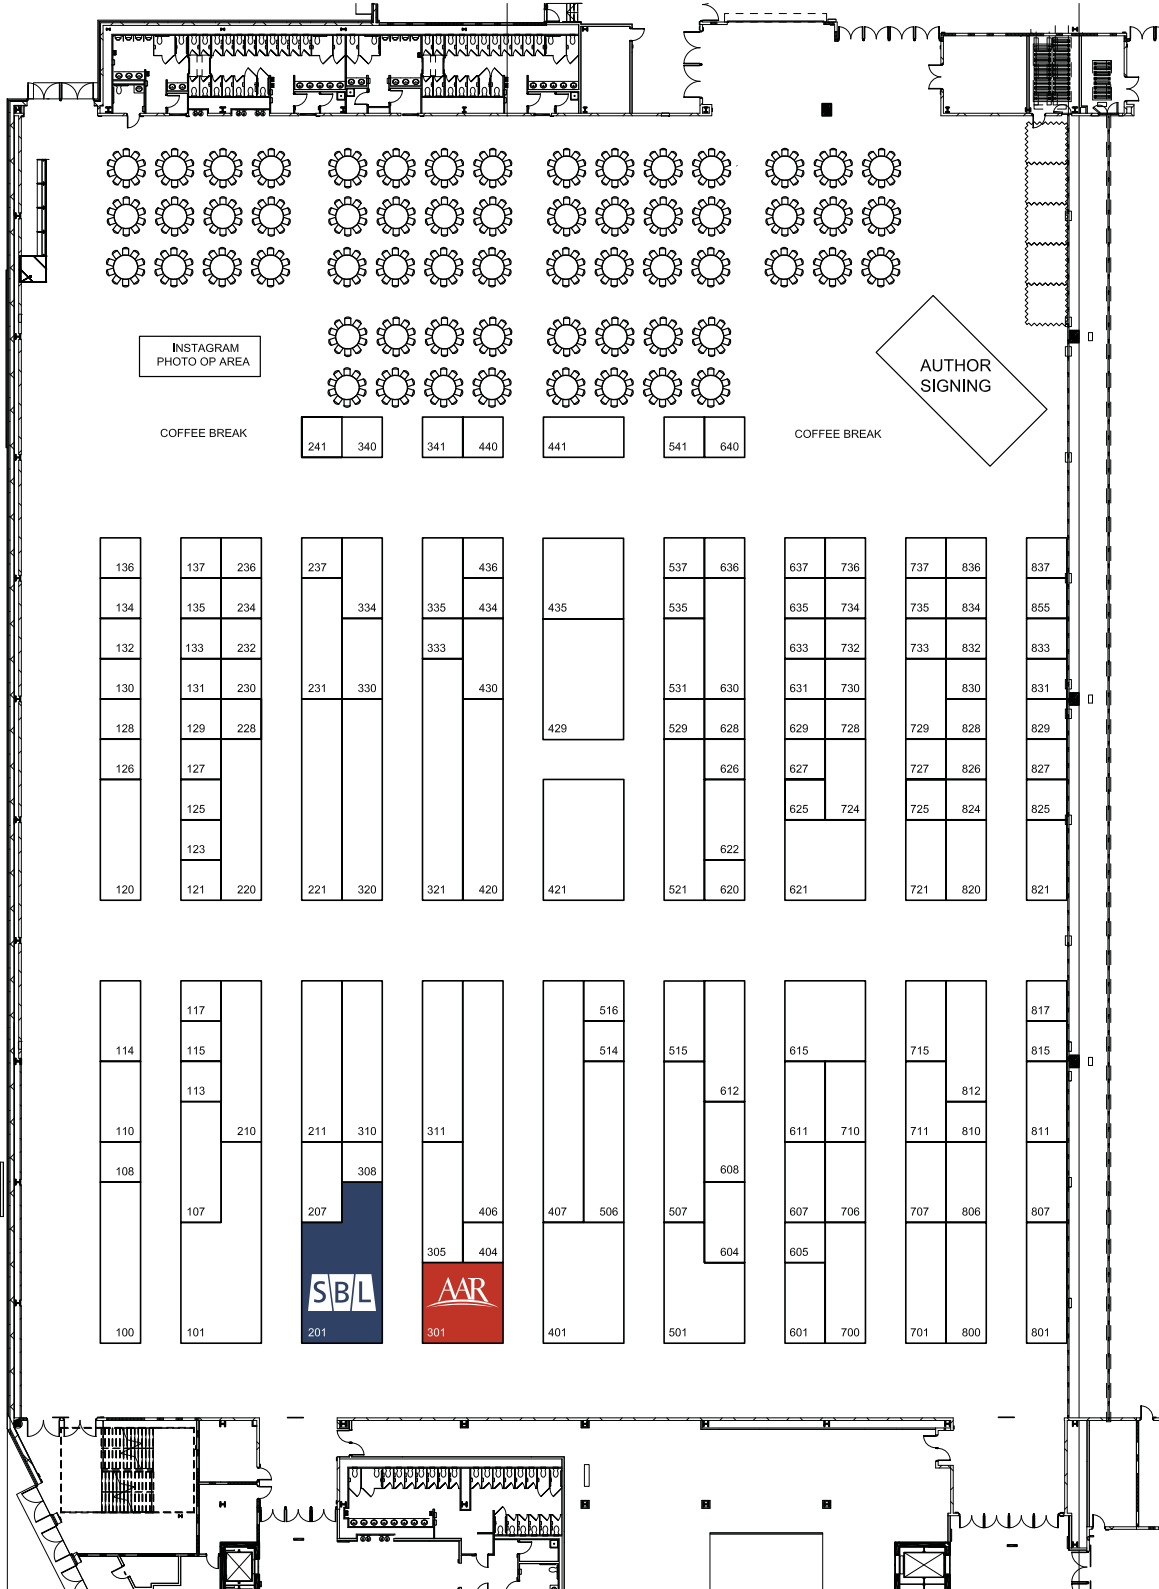 INSTAGRAM
PHOTO OP AREA
AUTHOR
SIGNING
COFFEE BREAK
COFFEE BREAK
241 340 341 440 441 541 640
136 137 236 237 436 537 636 637 736 737 836 837
134 135 234 334 335 434 435 535 635 734 735 834 855
132 133 232 333 633 732 733 832 833
130 131 230 231 330 430 531 630 631 730 830 831
128 129 228 429 529 628 629 728 729 828 829
126 127 626 627 727 826 827
125 625 724 725 824 825
123 622
120 121 220 221 320 321 420 421 521 620 621 721 820 821
117 516 817
114 115 514 515 615 715 815
113 612 812
110 210 211 310 311 611 710 711 810 811
108 308 608
107 207 406 407 506 507 607 706 707 806 807
305 404 604 605
SBL AAR
100 101 201 301 401 501 601 700 701 800 801